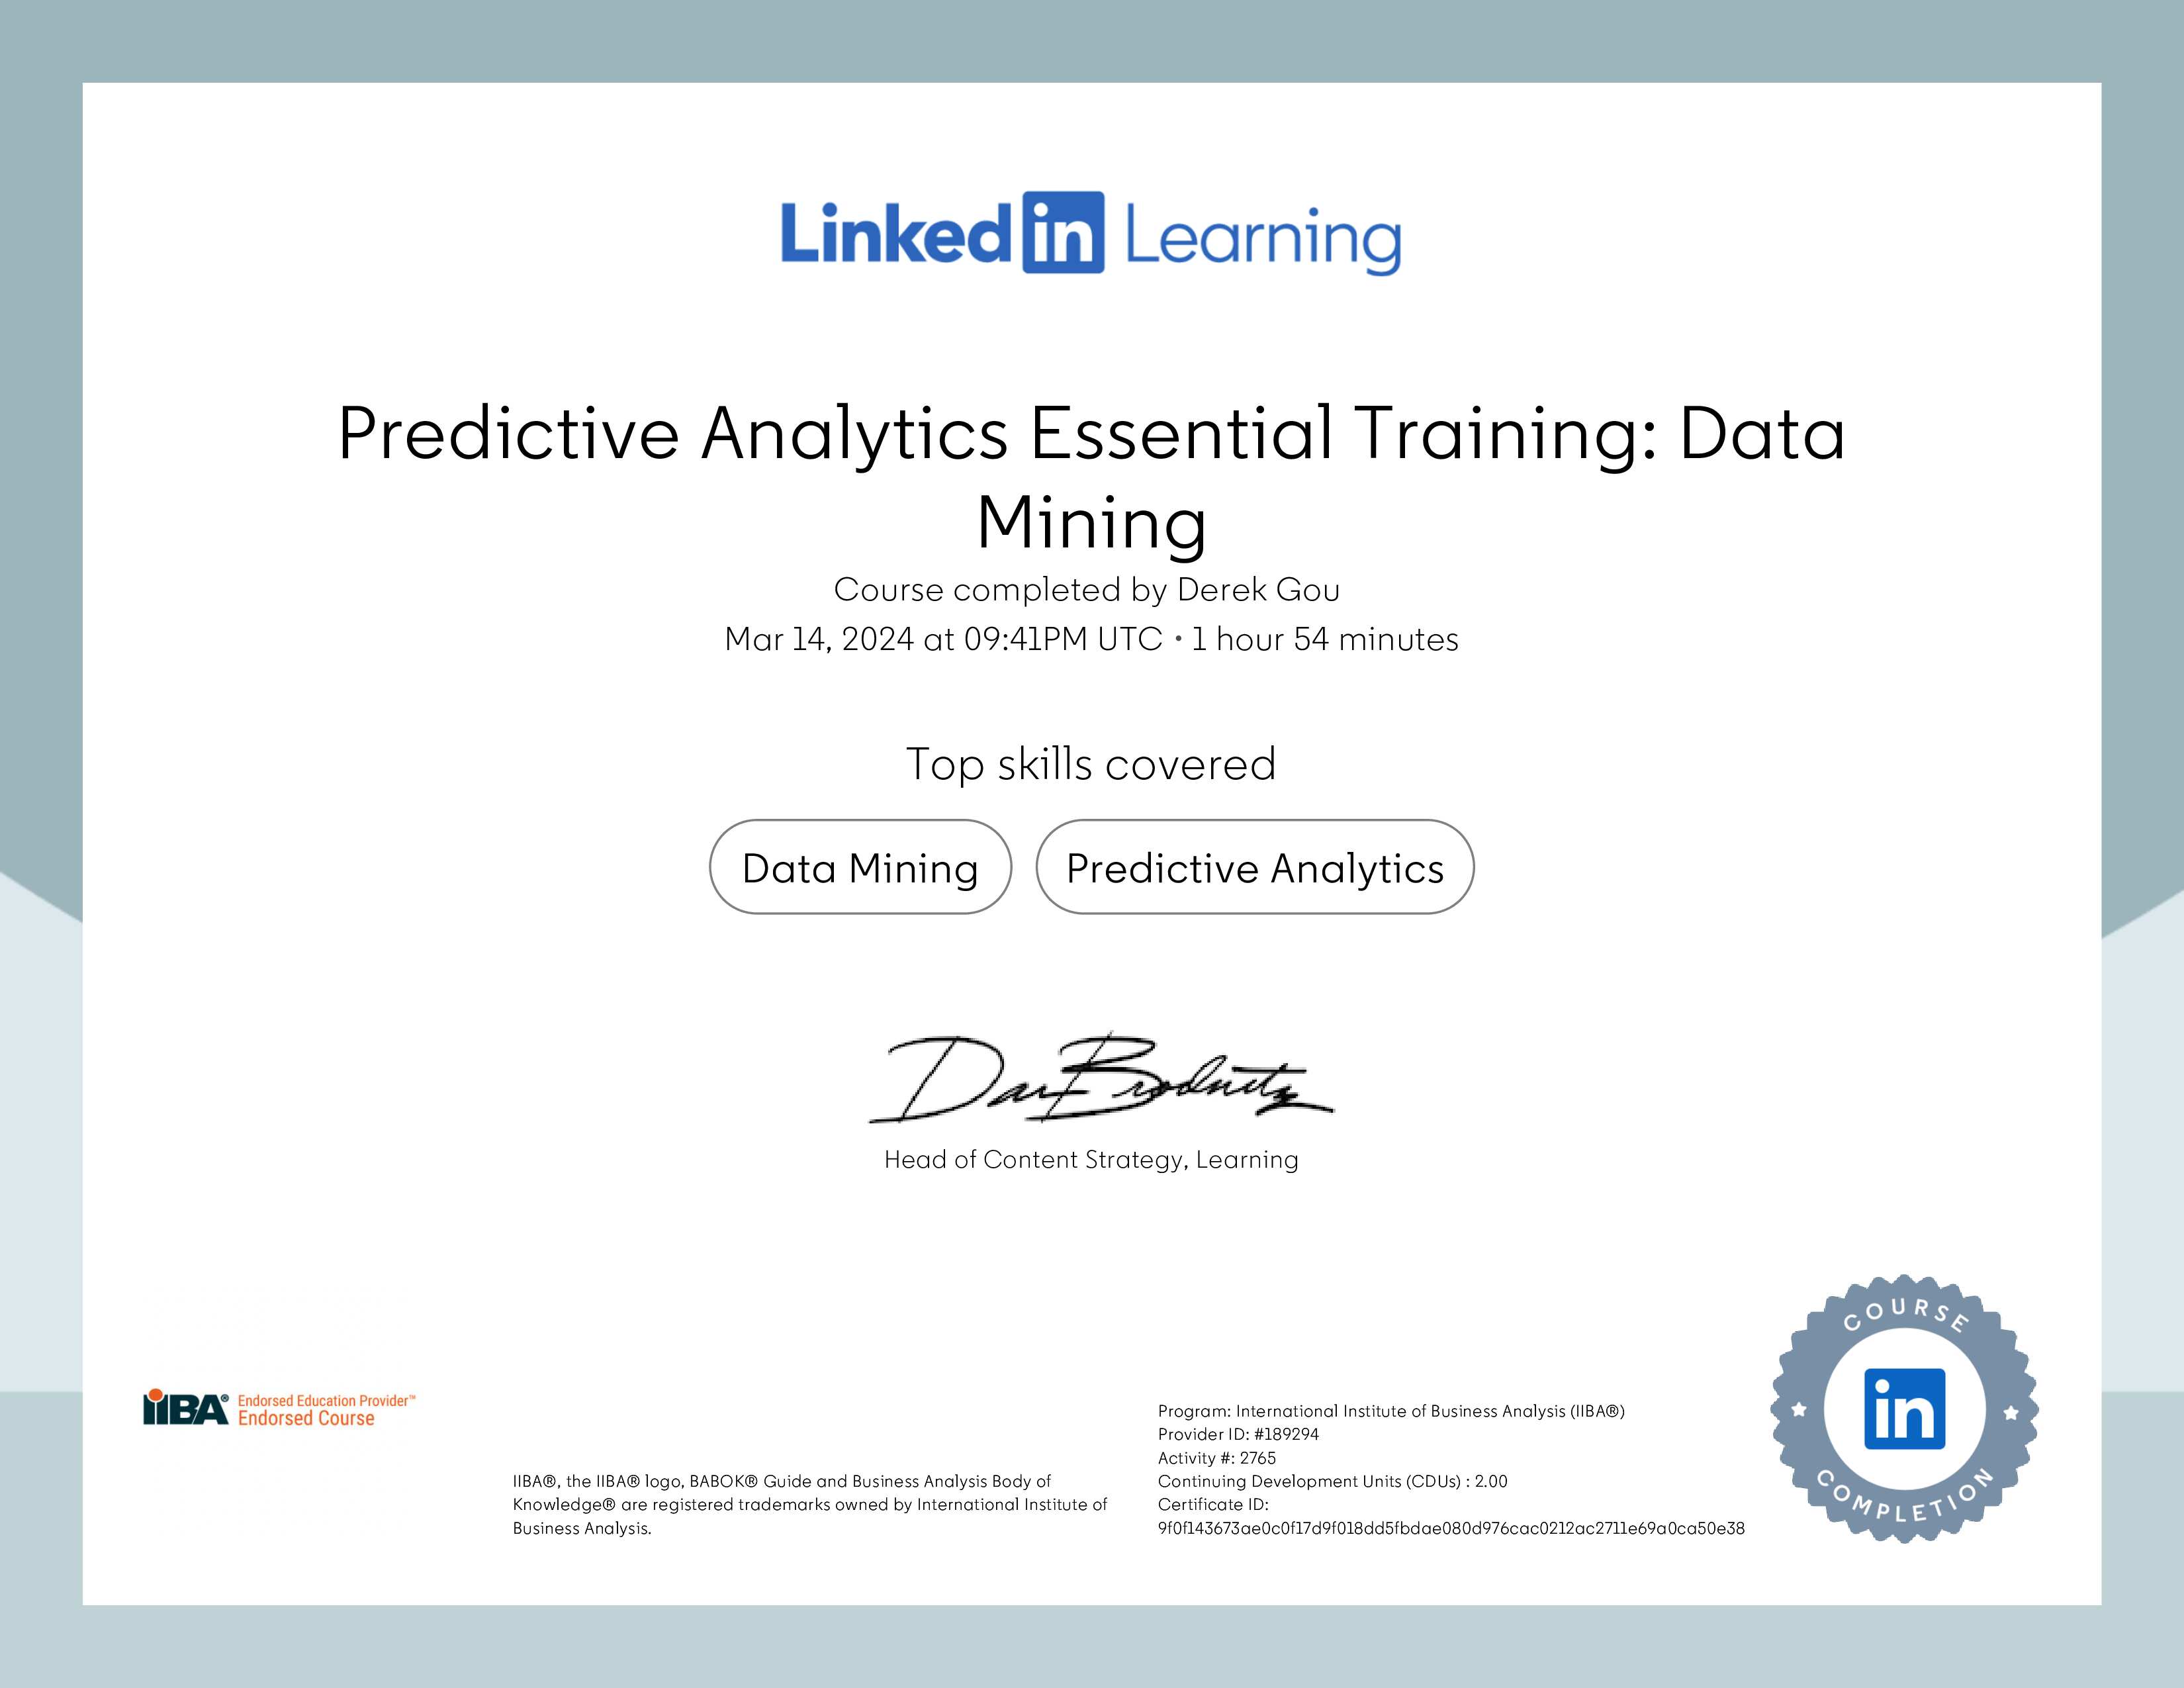 Linked in Learning
Predictive Analytics Essential Training: Data
Mining
Course completed by Derek Gou
Mar 14, 2024 at 09:41PM UTC • 1 hour 54 minutes
Top skills covered
Data Mining
Predictive Analytics
Dan Brodnitz
Head of Content Strategy, Learning
IIBA® Endorsed Education Provider™
Endorsed Course
IIBA®, the IIBA® logo, BABOK® Guide and Business Analysis Body of
Knowledge® are registered trademarks owned by International Institute of
Business Analysis.
Program: International Institute of Business Analysis (IIBA®)
Provider ID: #189294
Activity #: 2765
Continuing Development Units (CDUs) : 2.00
Certificate ID:
9f0f143673ae0c0f17d9f018dd5fbdae080d976cac0212ac2711e69a0ca50e38
COURSE
in
COMPLETION